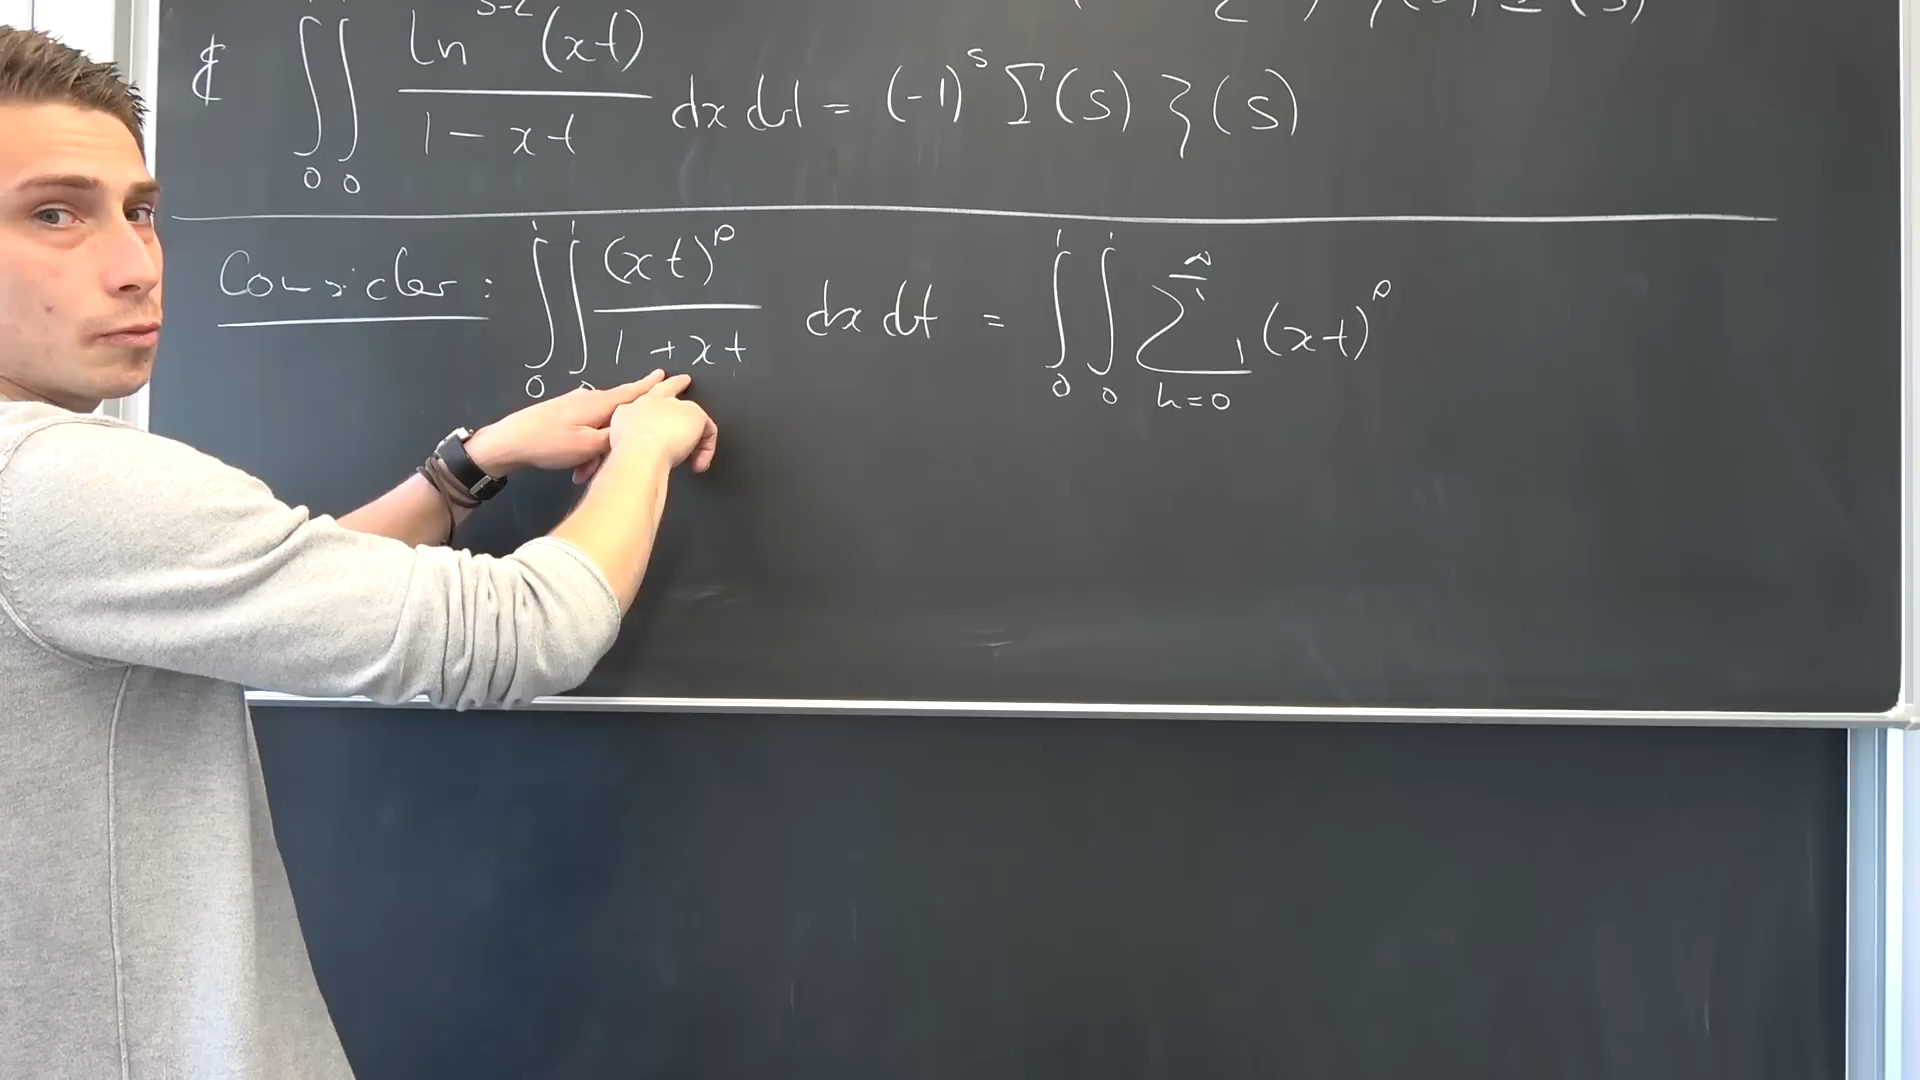 & ∫₀∫₀ ln^{s-2}(xt) / (1 - xt) dx dt = (-1)^s Γ(s) ζ(s)
Consider: ∫₀¹∫₀¹ (xt)^p / (1 + xt) dx dt = ∫₀¹∫₀¹ ∑_{k=0} (xt)^p